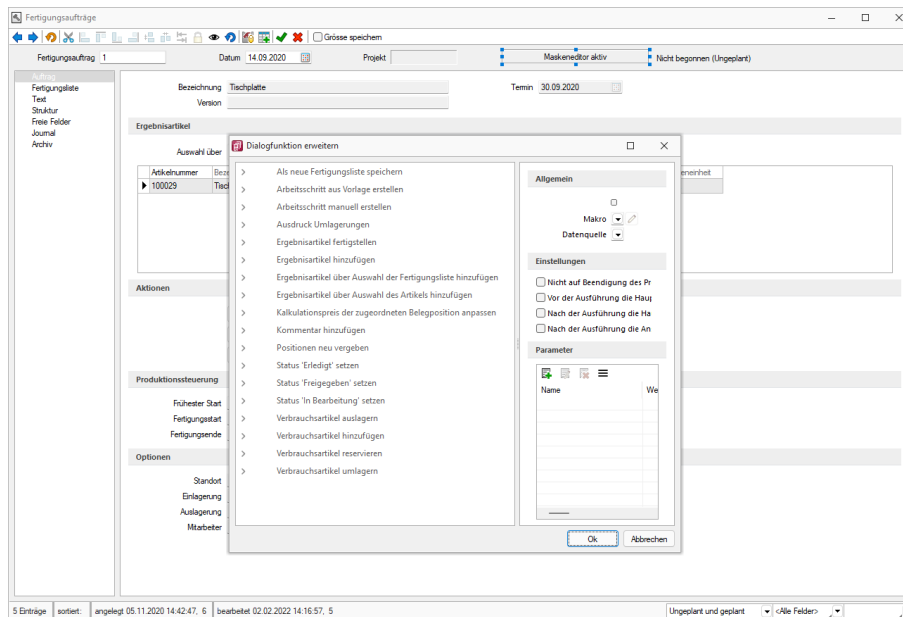 Fertigungsaufträge
Grösse speichern
Fertigungsauftrag 1 Datum 14.09.2020 Projekt Maskeneditor aktiv Nicht begonnen (Ungeplant)
Auftrag
Fertigungsliste
Text
Struktur
Freie Felder
Journal
Archiv
Bezeichnung Tischplatte Termin 30.09.2020
Version
Ergebnisartikel
Auswahl über
Artikelnummer
100029
eneinheit
Aktionen
Produktionssteuerung
Frühester Start
Fertigungsstart
Fertigungsende
Optionen
Standort
Einlagerung
Auslagerung
Mitarbeiter
Dialogfunktion erweitern
Als neue Fertigungsliste speichern
Arbeitsschritt aus Vorlage erstellen
Arbeitsschritt manuell erstellen
Ausdruck Umlagerungen
Ergebnisartikel fertigstellen
Ergebnisartikel hinzufügen
Ergebnisartikel über Auswahl der Fertigungsliste hinzufügen
Ergebnisartikel über Auswahl des Artikels hinzufügen
Kalkulationspreis der zugeordneten Belegposition anpassen
Kommentar hinzufügen
Positionen neu vergeben
Status 'Erledigt' setzen
Status 'Freigegeben' setzen
Status 'In Bearbeitung' setzen
Verbrauchsartikel auslagern
Verbrauchsartikel hinzufügen
Verbrauchsartikel reservieren
Verbrauchsartikel umlagern
Allgemein
Makro
Datenquelle
Einstellungen
Nicht auf Beendigung des Pr
Vor der Ausführung die Haup
Nach der Ausführung die Ha
Nach der Ausführung die An
Parameter
Name We
Ok Abbrechen
5 Einträge sortiert: angelegt 05.11.2020 14:42:47, 6 bearbeitet 02.02.2022 14:16:57, 5 Ungeplant und geplant <Alle Felder>